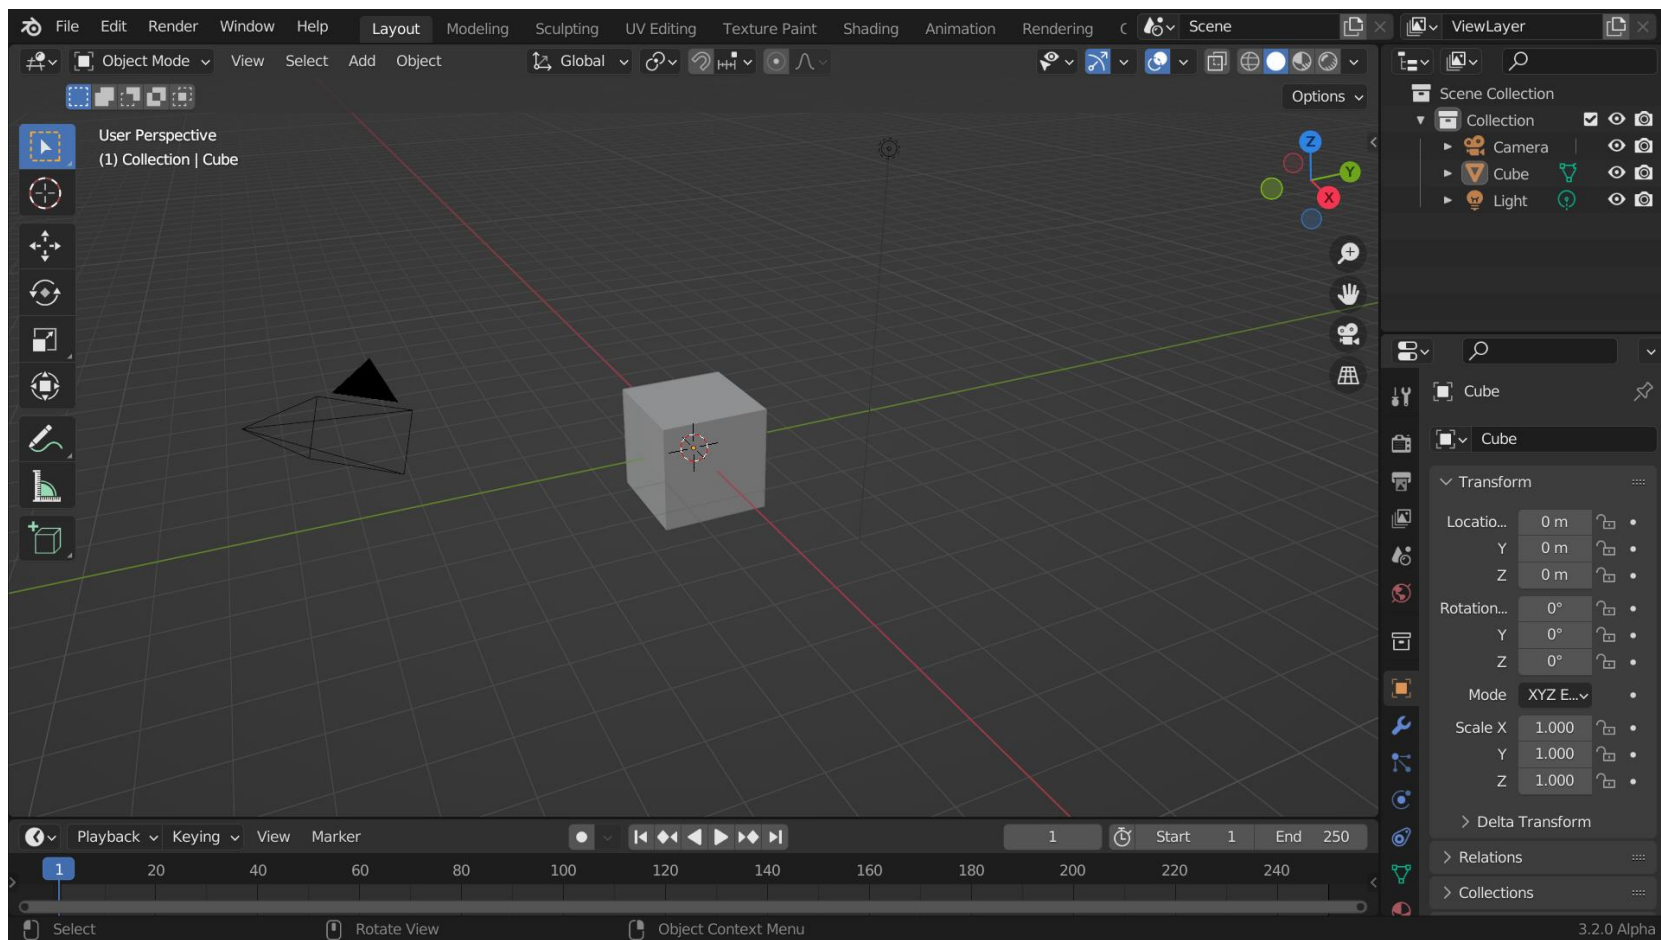 File Edit Render Window Help Layout Modeling Sculpting UV Editing Texture Paint Shading Animation Rendering Scene ViewLayer
Object Mode View Select Add Object Global
Options
User Perspective
(1) Collection | Cube
Z
Y
X
Scene Collection
Collection
Camera
Cube
Light
Cube
Cube
Transform
Locatio... 0 m
Y 0 m
Z 0 m
Rotation... 0°
Y 0°
Z 0°
Mode XYZ E...
Scale X 1.000
Y 1.000
Z 1.000
Delta Transform
Relations
Collections
Playback Keying View Marker 1 Start 1 End 250
1 20 40 60 80 100 120 140 160 180 200 220 240
Select Rotate View Object Context Menu 3.2.0 Alpha